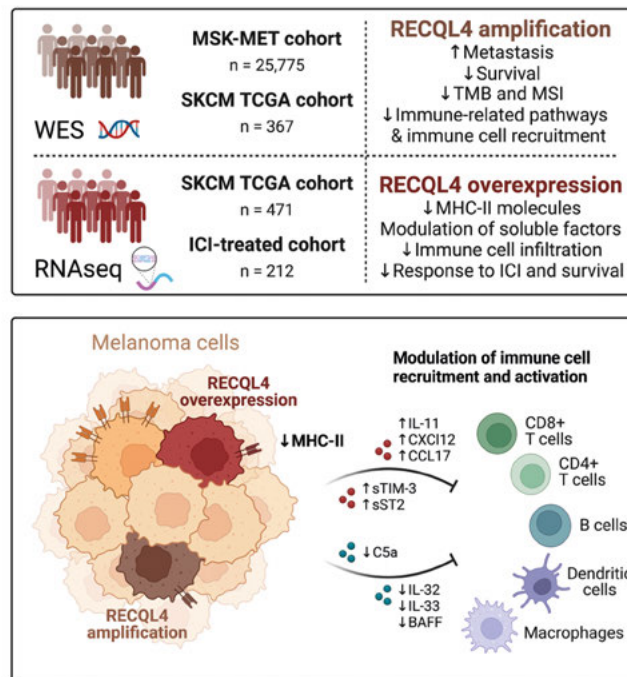 MSK-MET cohort
n = 25,775
SKCM TCGA cohort
n = 367
WES
RECQL4 amplification
↑Metastasis
↓Survival
↓TMB and MSI
↓Immune-related pathways
& immune cell recruitment
SKCM TCGA cohort
n = 471
ICI-treated cohort
n = 212
RNAseq
RECQL4 overexpression
↓MHC-II molecules
Modulation of soluble factors
↓Immune cell infiltration
↓Response to ICI and survival
Melanoma cells
RECQL4
overexpression
↓MHC-II
RECQL4
amplification
Modulation of immune cell
recruitment and activation
↑IL-11
↑CXCl12
↑CCL17
↑sTIM-3
↑sST2
↓C5a
↓IL-32
↓IL-33
↓BAFF
CD8+
T cells
CD4+
T cells
B cells
Dendritic
cells
Macrophages